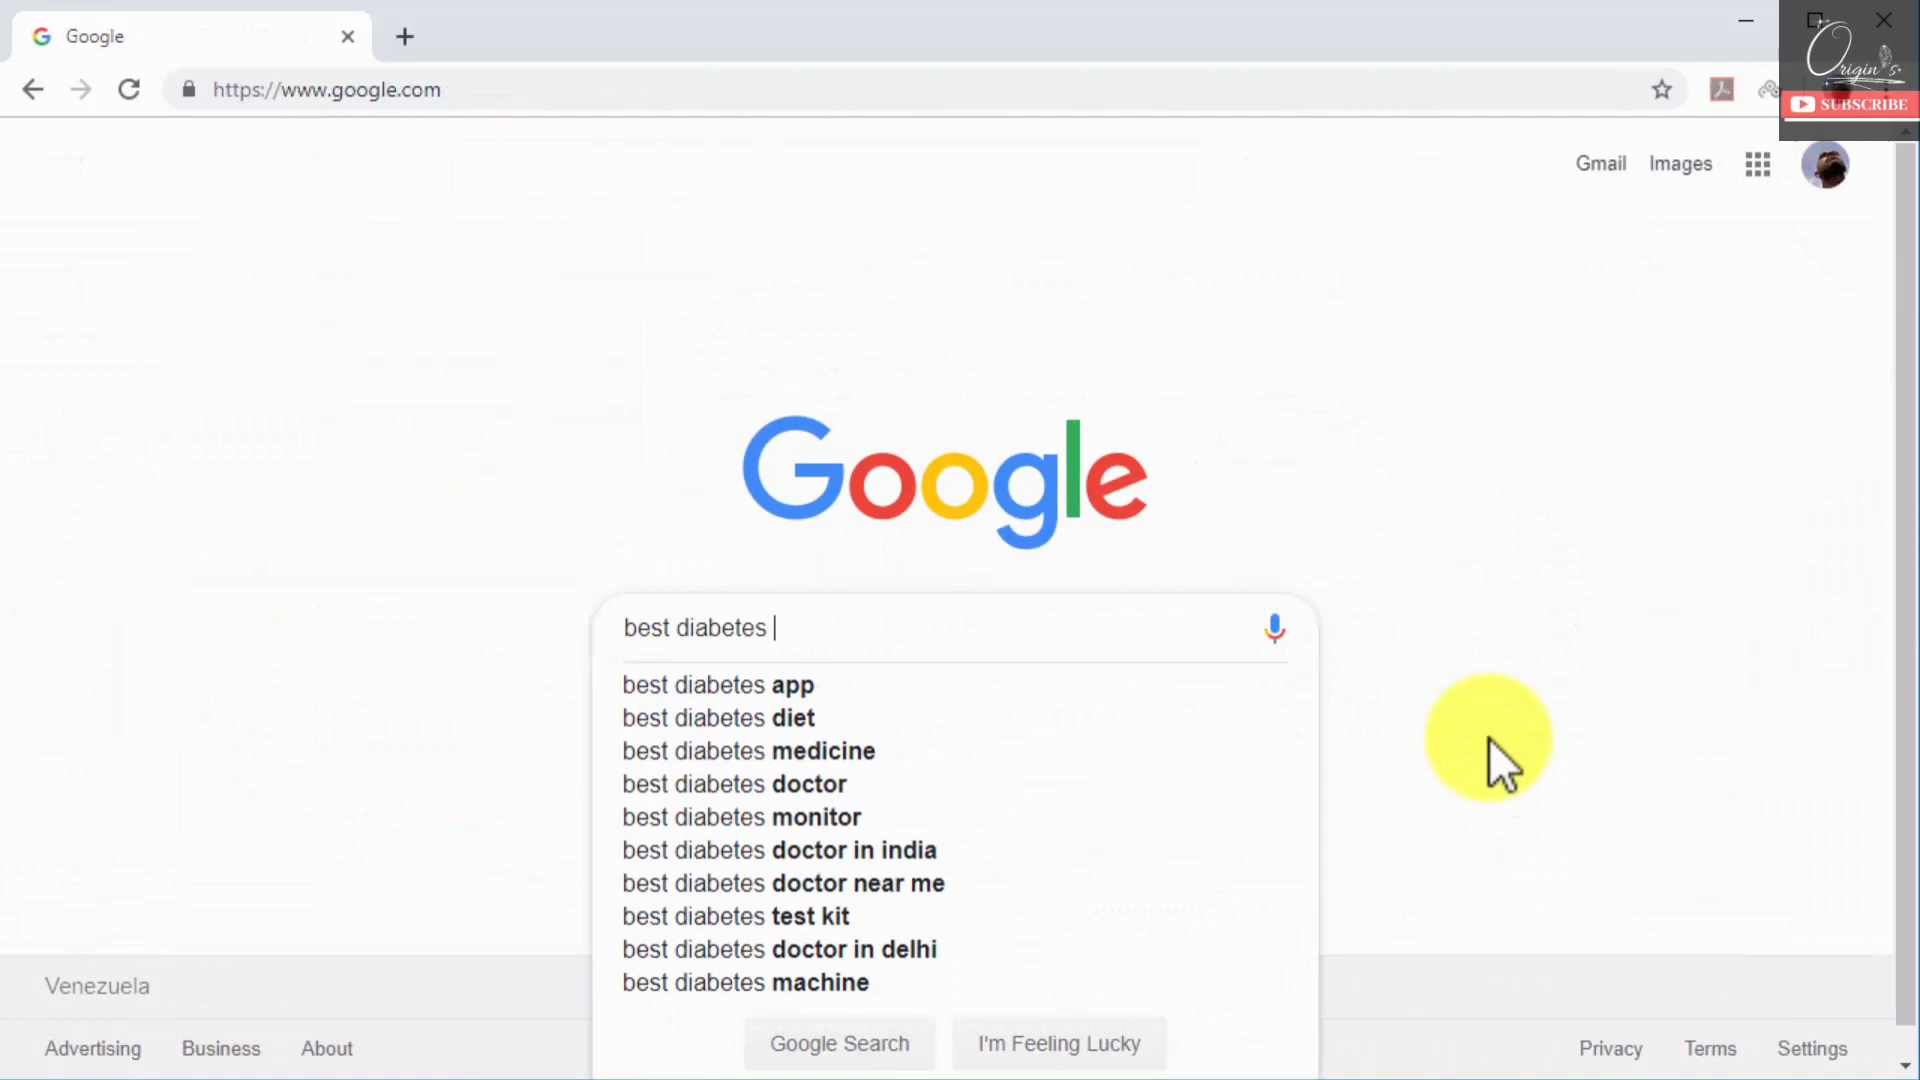 Google
https://www.google.com
Origin's
SUBSCRIBE
Gmail Images
Google
best diabetes
best diabetes app
best diabetes diet
best diabetes medicine
best diabetes doctor
best diabetes monitor
best diabetes doctor in india
best diabetes doctor near me
best diabetes test kit
best diabetes doctor in delhi
best diabetes machine
Google Search I'm Feeling Lucky
Venezuela
Advertising Business About Privacy Terms Settings